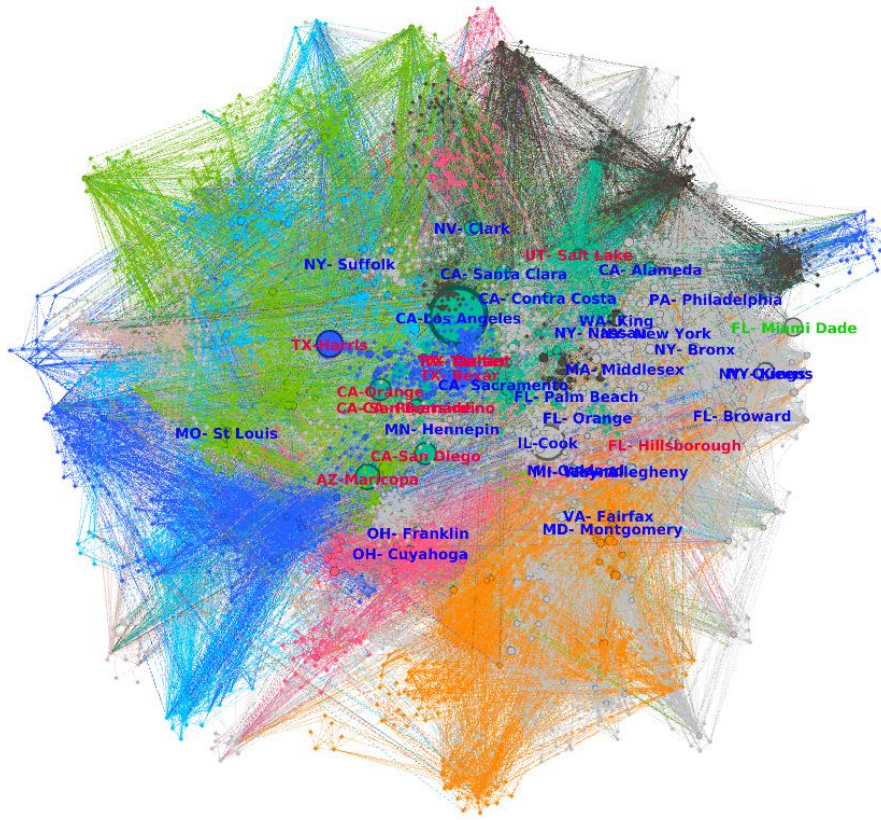 NV- Clark
UT- Salt Lake
NY- Suffolk
CA- Santa Clara
CA- Alameda
CA- Contra Costa
PA- Philadelphia
CA-Los Angeles
WA- King
FL- Miami Dade
NY- Nassau
NY- New York
TX-Harris
NY- Bronx
TX- Bexar
MA- Middlesex
CA- Sacramento
CA-Orange
FL- Palm Beach
FL- Orange
FL- Broward
MN- Hennepin
MO- St Louis
IL-Cook
FL- Hillsborough
CA-San Diego
Allegheny
AZ-Maricopa
VA- Fairfax
MD- Montgomery
OH- Franklin
OH- Cuyahoga